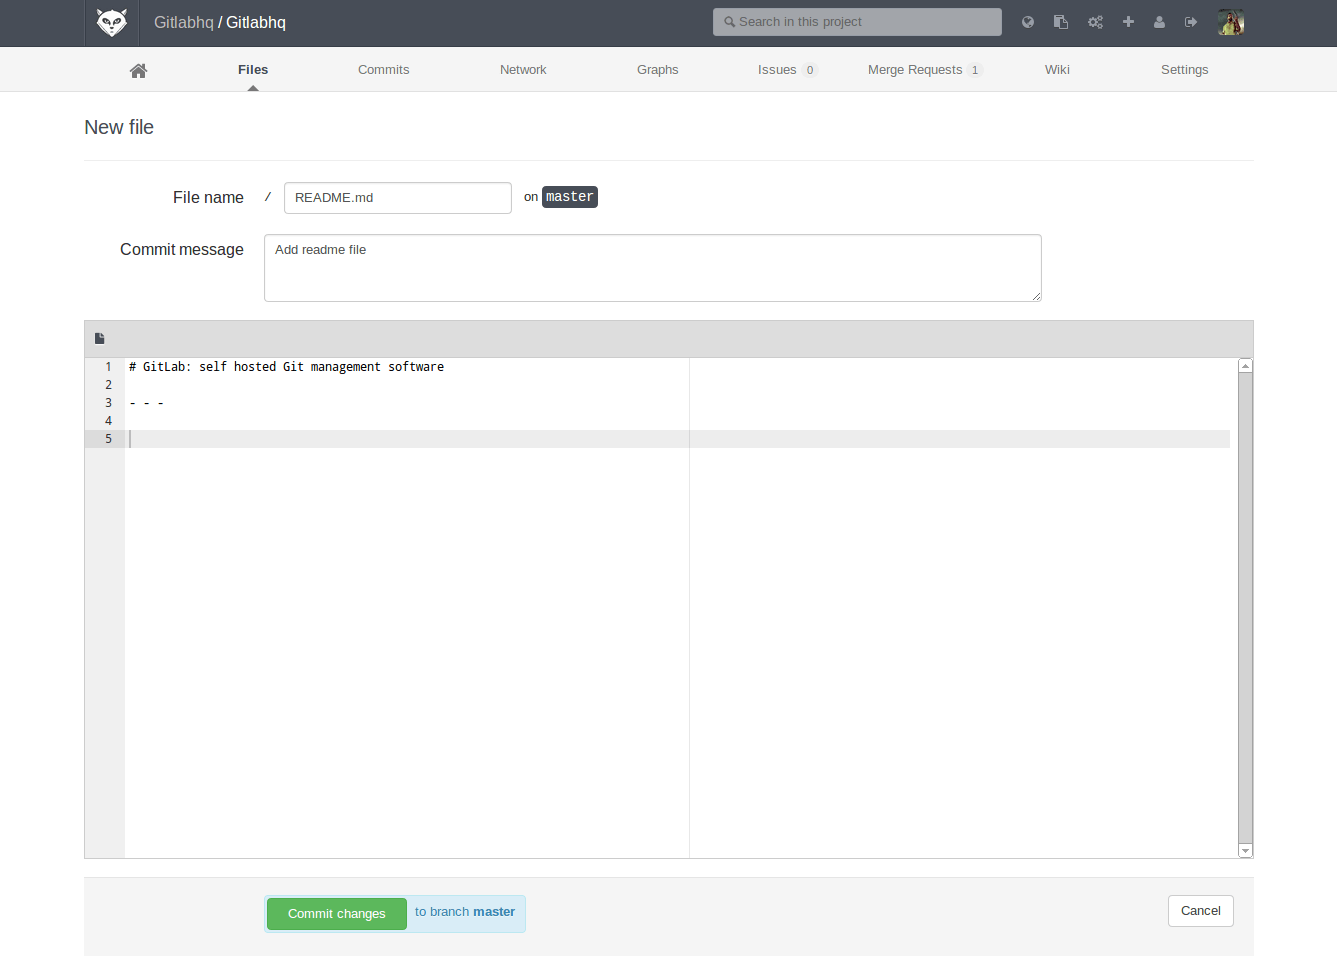 Gitlabhq / Gitlabhq
Search in this project
Files
Commits
Network
Graphs
Issues 0
Merge Requests 1
Wiki
Settings
New file
File name / README.md on master
Commit message
Add readme file
1 # GitLab: self hosted Git management software
2
3 - - -
4
5
Commit changes to branch master
Cancel